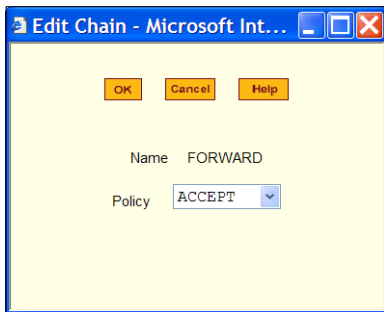 Edit Chain - Microsoft Int...
OK Cancel Help
Name FORWARD
Policy ACCEPT